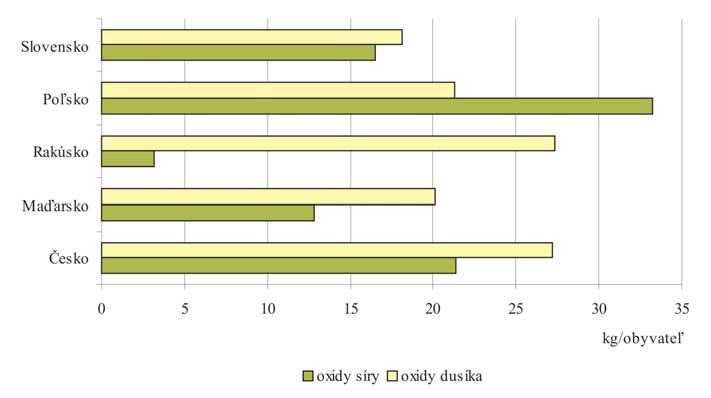 Slovensko
Poľsko
Rakúsko
Maďarsko
Česko
0 5 10 15 20 25 30 35
kg/obyvateľ
oxidy síry oxidy dusíka